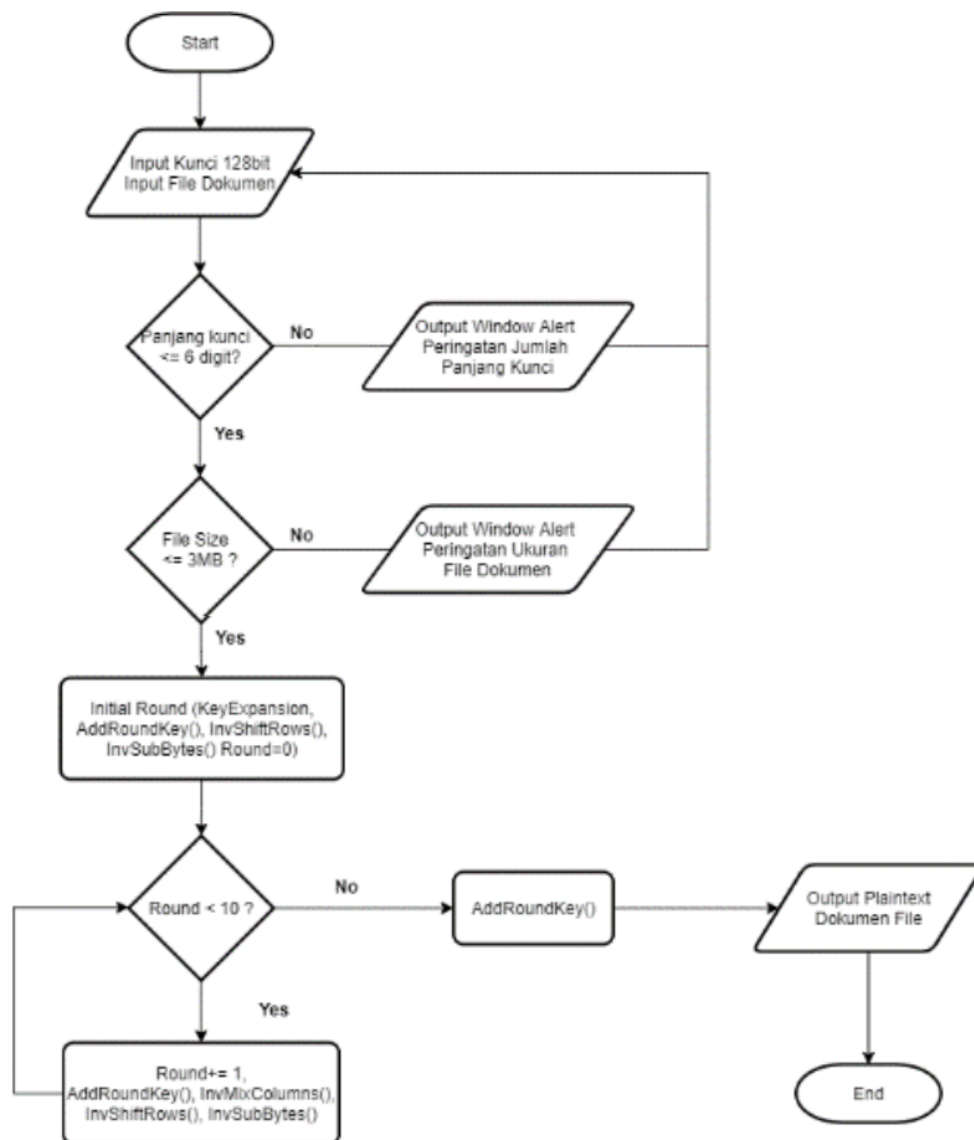 Start
Input Kunci 128bit
Input File Dokumen
Panjang kunci
<= 6 digit?
No
Output Window Alert
Peringatan Jumlah
Panjang Kunci
Yes
File Size
<= 3MB ?
No
Output Window Alert
Peringatan Ukuran
File Dokumen
Yes
Initial Round (KeyExpansion,
AddRoundKey(), InvShiftRows(),
InvSubBytes() Round=0)
Round < 10 ?
No
AddRoundKey()
Output Plaintext
Dokumen File
Yes
Round+= 1,
AddRoundKey(), InvMixColumns(),
InvShiftRows(), InvSubBytes()
End